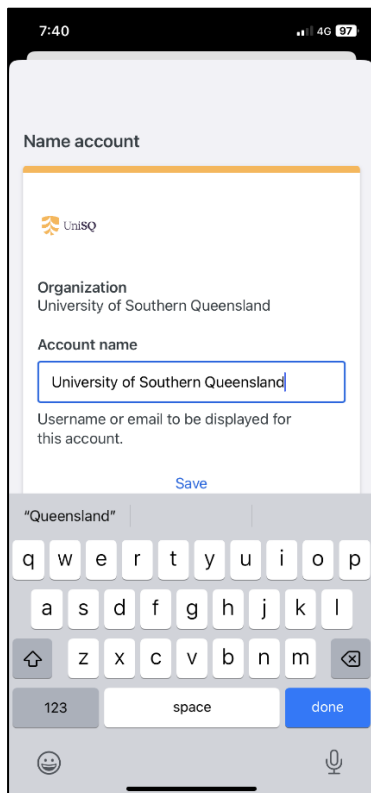 7:40 4G 97
Name account
UniSQ
Organization
University of Southern Queensland
Account name
University of Southern Queensland
Username or email to be displayed for
this account.
Save
“Queensland”
q w e r t y u i o p
a s d f g h j k l
z x c v b n m
123 space done